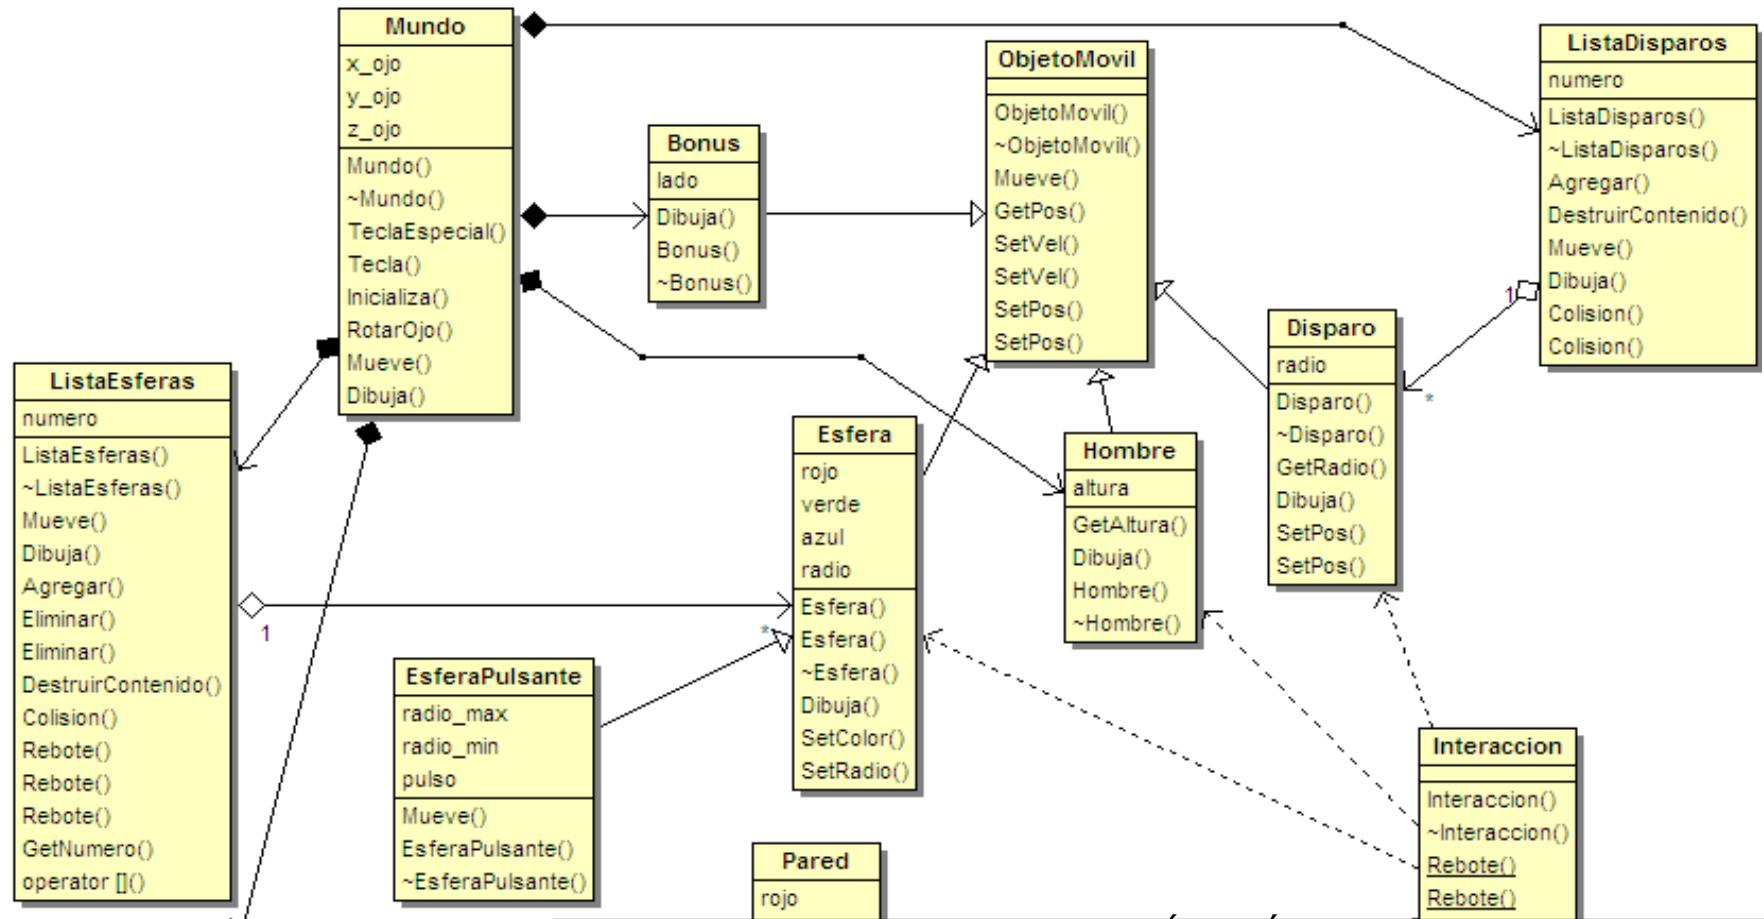 Mundo
x_ojo
y_ojo
z_ojo
Mundo()
~Mundo()
TeclaEspecial()
Tecla()
Inicializa()
RotarOjo()
Mueve()
Dibuja()
Bonus
lado
Dibuja()
Bonus()
~Bonus()
ObjetoMovil
ObjetoMovil()
~ObjetoMovil()
Mueve()
GetPos()
SetVel()
SetVel()
SetPos()
SetPos()
ListaDisparos
numero
ListaDisparos()
~ListaDisparos()
Agregar()
DestruirContenido()
Mueve()
Dibuja()
Colision()
Colision()
1
*
Disparo
radio
Disparo()
~Disparo()
GetRadio()
Dibuja()
SetPos()
SetPos()
ListaEsferas
numero
ListaEsferas()
~ListaEsferas()
Mueve()
Dibuja()
Agregar()
Eliminar()
Eliminar()
DestruirContenido()
Colision()
Rebote()
Rebote()
Rebote()
GetNumero()
operator []()
1
*
Esfera
rojo
verde
azul
radio
Esfera()
Esfera()
~Esfera()
Dibuja()
SetColor()
SetRadio()
Hombre
altura
GetAltura()
Dibuja()
Hombre()
~Hombre()
EsferaPulsante
radio_max
radio_min
pulso
Mueve()
EsferaPulsante()
~EsferaPulsante()
Pared
rojo
Interaccion
Interaccion()
~Interaccion()
Rebote()
Rebote()